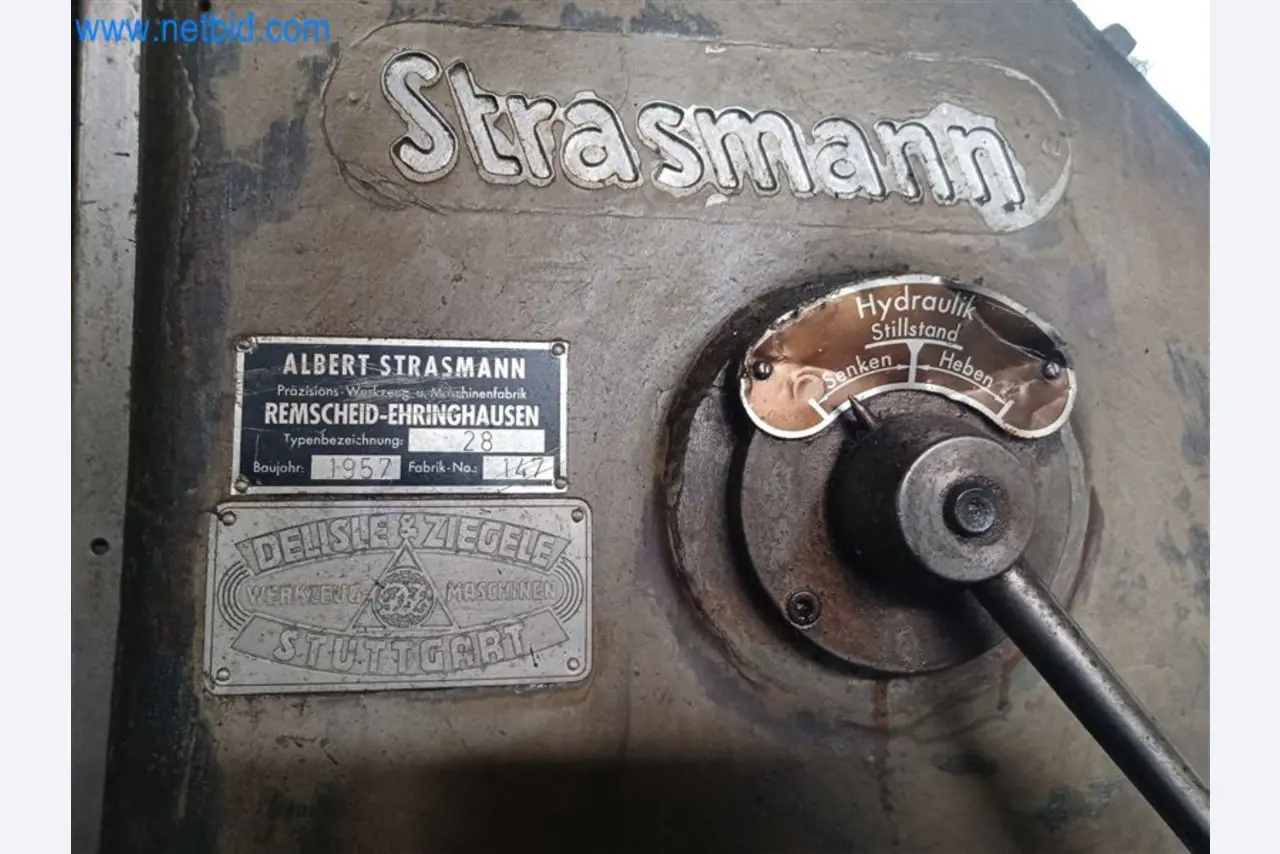 www.netbid.com
Strasmann
Hydraulik
Stillstand
Senken Heben
ALBERT STRASMANN
Präzisions-Werkzeug u. Maschinenfabrik
REMSCHEID-EHRINGHAUSEN
Typenbezeichnung: 28
Baujahr: 1957 Fabrik-No.: 147
DELISLE & ZIEGELE
WERKZEUG MASCHINEN
STUTTGART